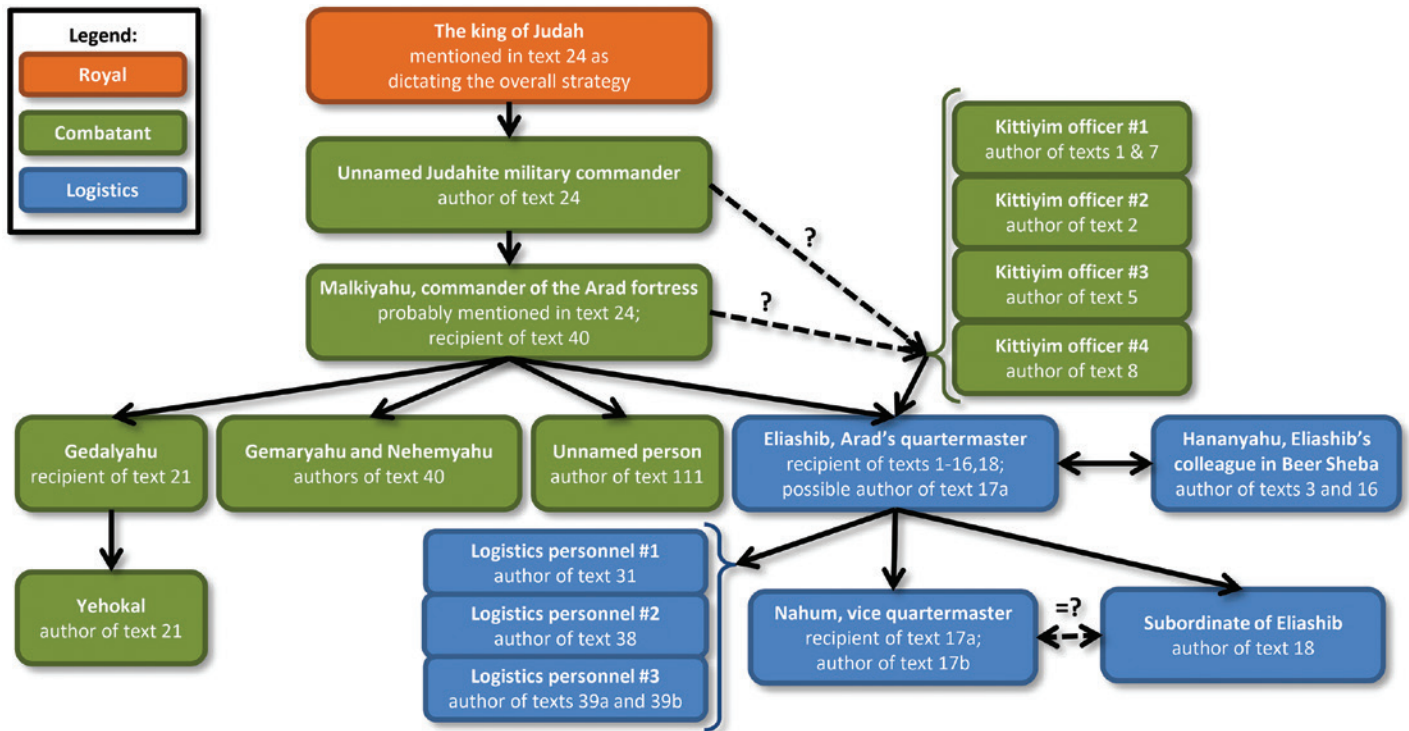 Legend:
Royal
Combatant
Logistics
The king of Judah
mentioned in text 24 as
dictating the overall strategy
Unnamed Judahite military commander
author of text 24
Malkiyahu, commander of the Arad fortress
probably mentioned in text 24;
recipient of text 40
?
?
Kittiyim officer #1
author of texts 1 & 7
Kittiyim officer #2
author of text 2
Kittiyim officer #3
author of text 5
Kittiyim officer #4
author of text 8
Gedalyahu
recipient of text 21
Gemaryahu and Nehemyahu
authors of text 40
Unnamed person
author of text 111
Eliashib, Arad's quartermaster
recipient of texts 1-16,18;
possible author of text 17a
Hananyahu, Eliashib's
colleague in Beer Sheba
author of texts 3 and 16
Yehokal
author of text 21
Logistics personnel #1
author of text 31
Logistics personnel #2
author of text 38
Logistics personnel #3
author of texts 39a and 39b
Nahum, vice quartermaster
recipient of text 17a;
author of text 17b
=?
Subordinate of Eliashib
author of text 18